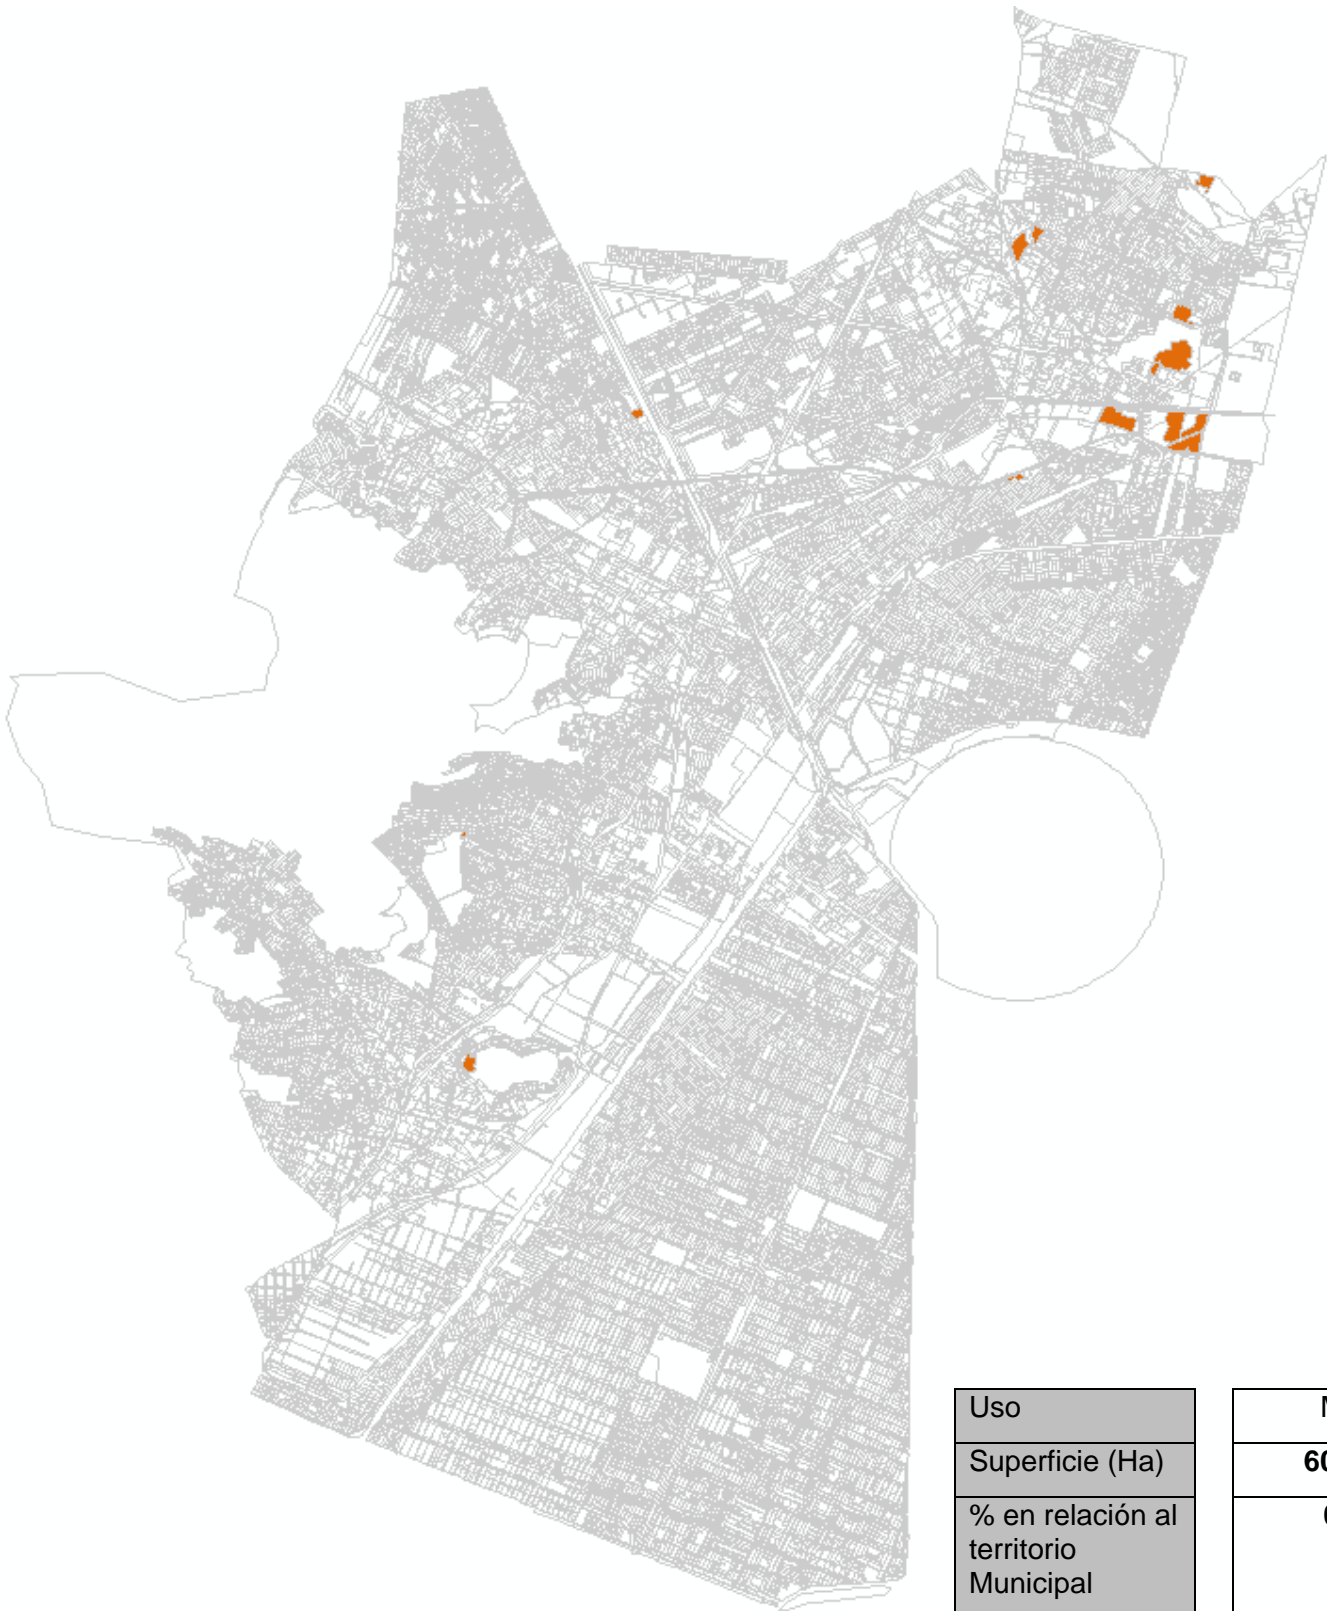 Uso
Superficie (Ha)
% en relación al
territorio
Municipal